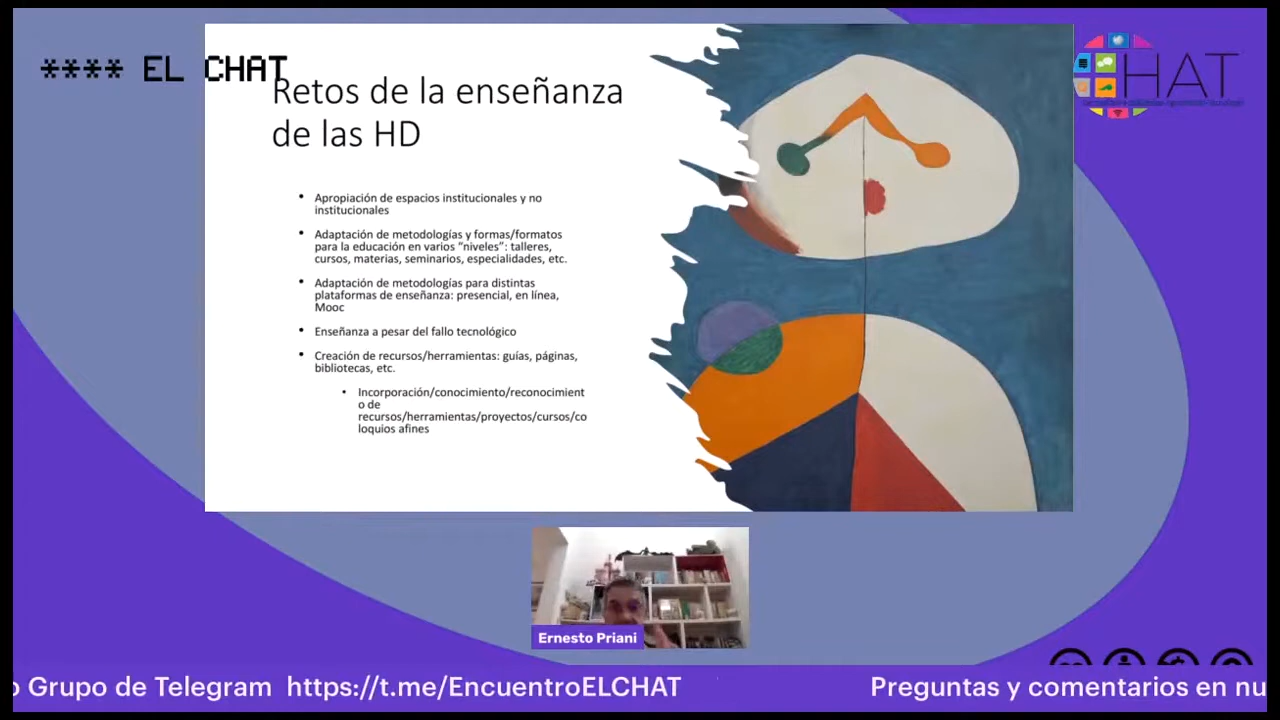 **** EL CHAT
HAT
Retos de la enseñanza
de las HD
• Apropiación de espacios institucionales y no
institucionales
• Adaptación de metodologías y formas/formatos
para la educación en varios “niveles”: talleres,
cursos, materias, seminarios, especialidades, etc.
• Adaptación de metodologías para distintas
plataformas de enseñanza: presencial, en línea,
Mooc
• Enseñanza a pesar del fallo tecnológico
• Creación de recursos/herramientas: guías, páginas,
bibliotecas, etc.
• Incorporación/conocimiento/reconocimient
o de
recursos/herramientas/proyectos/cursos/co
loquios afines
Ernesto Priani
o Grupo de Telegram https://t.me/EncuentroELCHAT
Preguntas y comentarios en nu